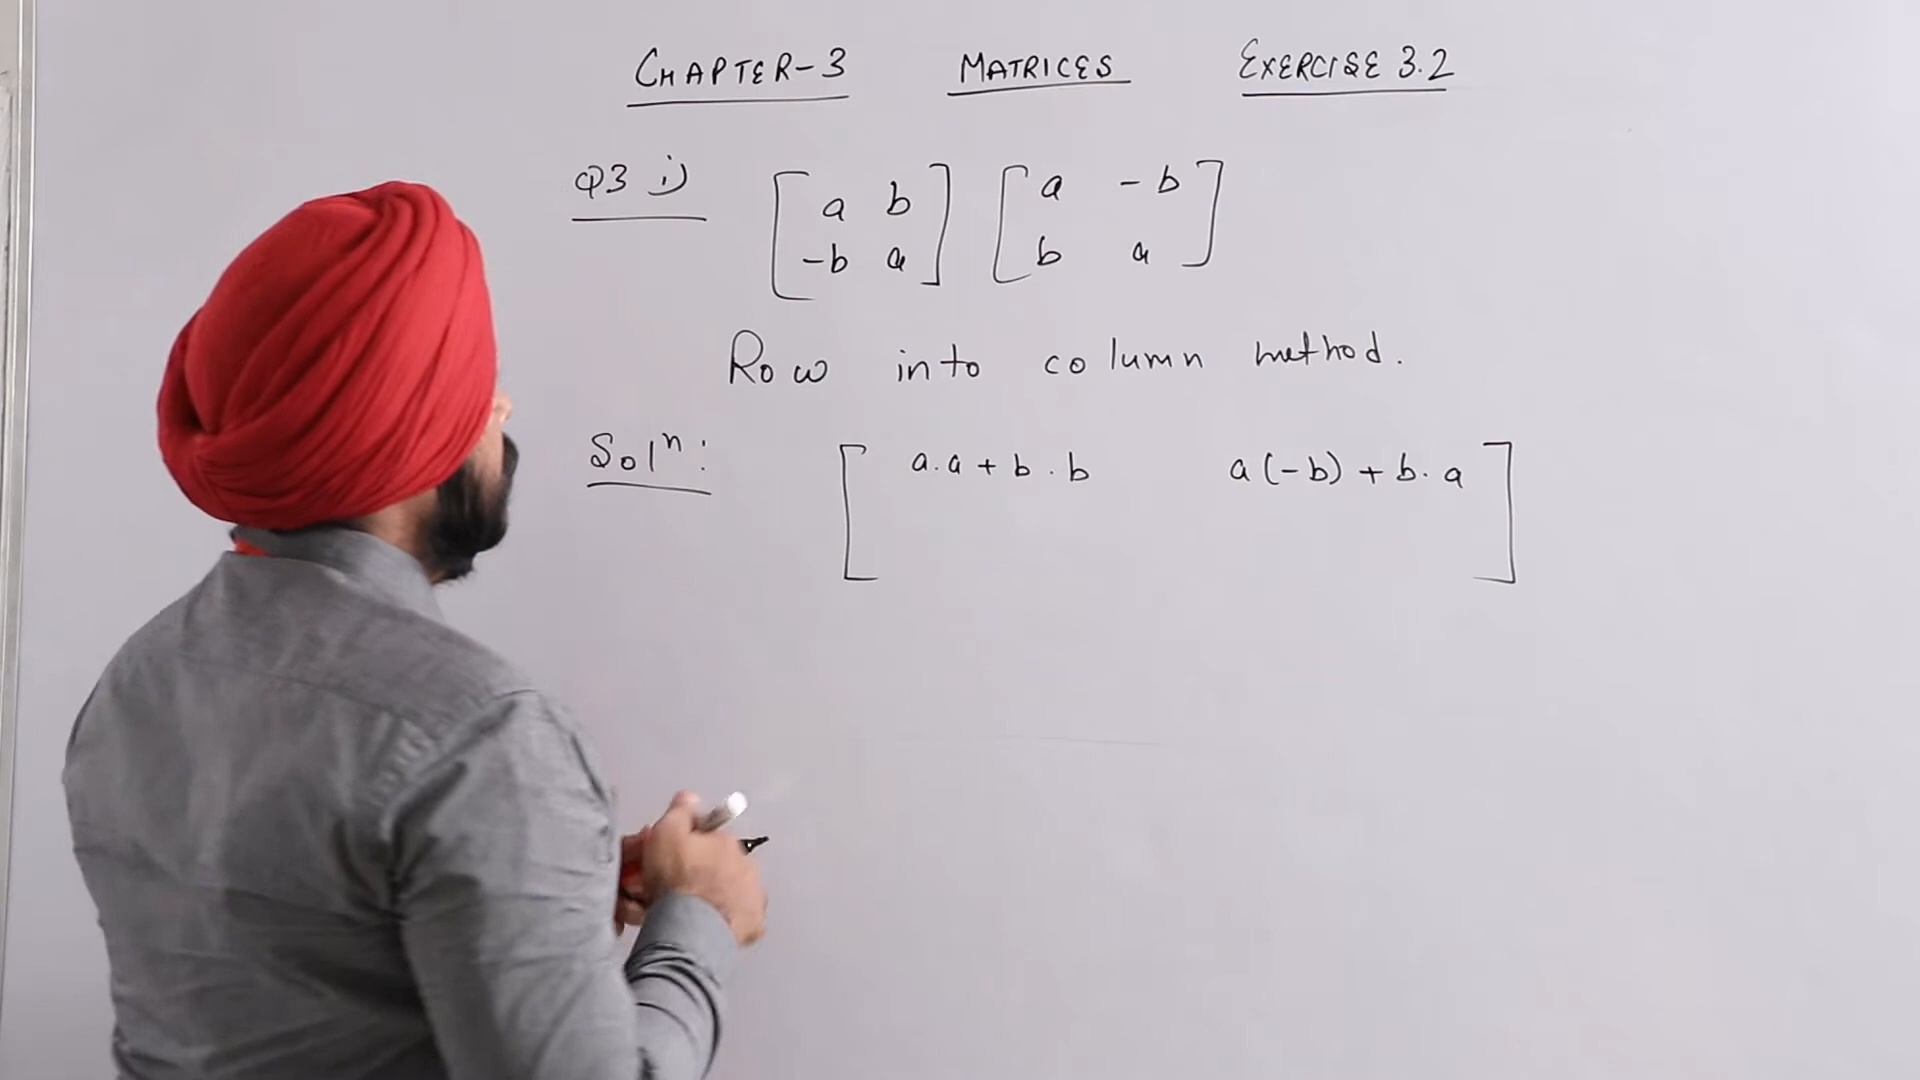 CHAPTER-3 MATRICES EXERCISE 3.2
Q3 i) [ a b ] [ a -b ]
-b a b a
Row into column method.
Solⁿ: [ a.a + b.b a(-b) + b.a ]